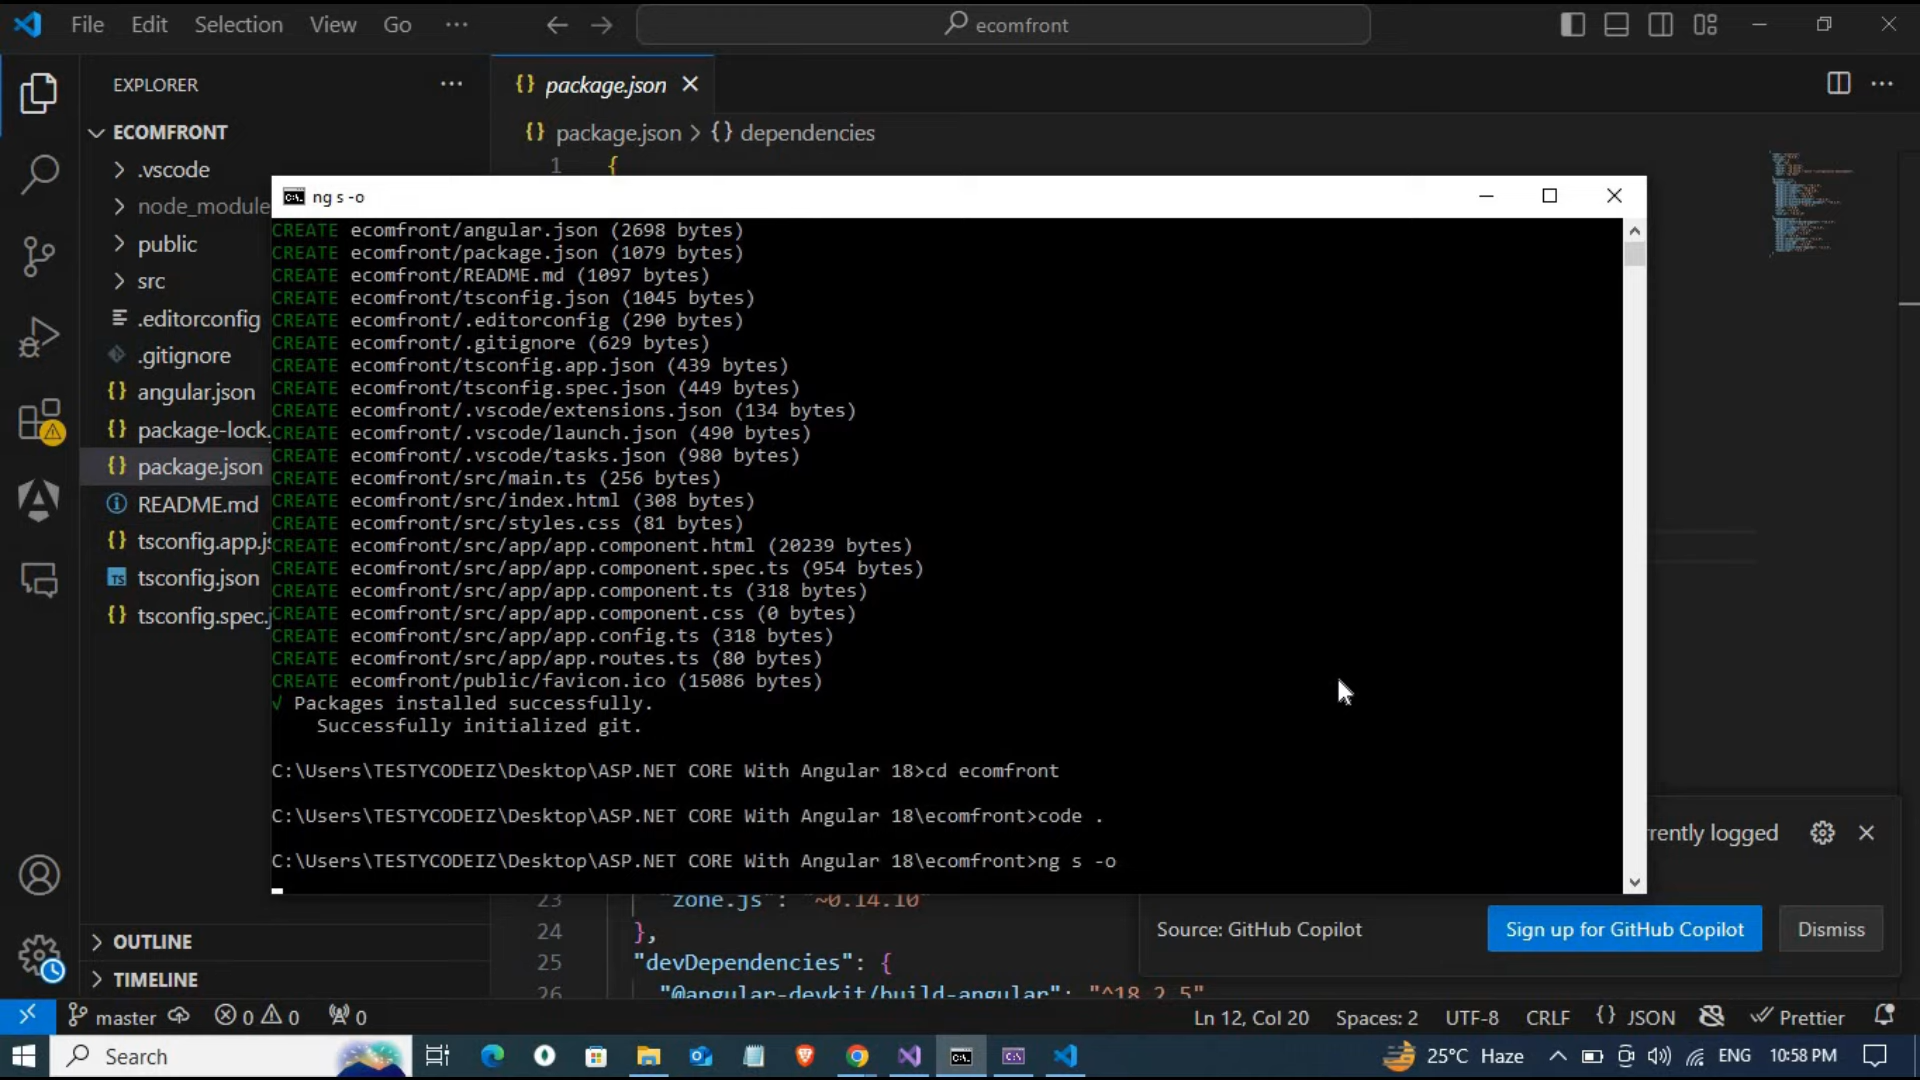 File Edit Selection View Go ··· ecomfront
EXPLORER ···
package.json
ECOMFRONT
package.json > {} dependencies
1 {
.vscode
node_module
public
src
.editorconfig
.gitignore
{} angular.json
{} package-lock.
{} package.json
README.md
{} tsconfig.app.js
TS tsconfig.json
{} tsconfig.spec.j
OUTLINE
TIMELINE
ng s -o
CREATE ecomfront/angular.json (2698 bytes)
CREATE ecomfront/package.json (1079 bytes)
CREATE ecomfront/README.md (1097 bytes)
CREATE ecomfront/tsconfig.json (1045 bytes)
CREATE ecomfront/.editorconfig (290 bytes)
CREATE ecomfront/.gitignore (629 bytes)
CREATE ecomfront/tsconfig.app.json (439 bytes)
CREATE ecomfront/tsconfig.spec.json (449 bytes)
CREATE ecomfront/.vscode/extensions.json (134 bytes)
CREATE ecomfront/.vscode/launch.json (490 bytes)
CREATE ecomfront/.vscode/tasks.json (980 bytes)
CREATE ecomfront/src/main.ts (256 bytes)
CREATE ecomfront/src/index.html (308 bytes)
CREATE ecomfront/src/styles.css (81 bytes)
CREATE ecomfront/src/app/app.component.html (20239 bytes)
CREATE ecomfront/src/app/app.component.spec.ts (954 bytes)
CREATE ecomfront/src/app/app.component.ts (318 bytes)
CREATE ecomfront/src/app/app.component.css (0 bytes)
CREATE ecomfront/src/app/app.config.ts (318 bytes)
CREATE ecomfront/src/app/app.routes.ts (80 bytes)
CREATE ecomfront/public/favicon.ico (15086 bytes)
√ Packages installed successfully.
Successfully initialized git.
C:\Users\TESTYCODEIZ\Desktop\ASP.NET CORE With Angular 18>cd ecomfront
C:\Users\TESTYCODEIZ\Desktop\ASP.NET CORE With Angular 18\ecomfront>code .
C:\Users\TESTYCODEIZ\Desktop\ASP.NET CORE With Angular 18\ecomfront>ng s -o
23 "zone.js": "~0.14.10"
24 },
25 "devDependencies": {
26 "@angular-devkit/build-angular": "^18.2.5"
rently logged
Source: GitHub Copilot
Sign up for GitHub Copilot
Dismiss
master 0 0 0 Ln 12, Col 20 Spaces: 2 UTF-8 CRLF {} JSON Prettier
Search 25°C Haze ENG 10:58 PM